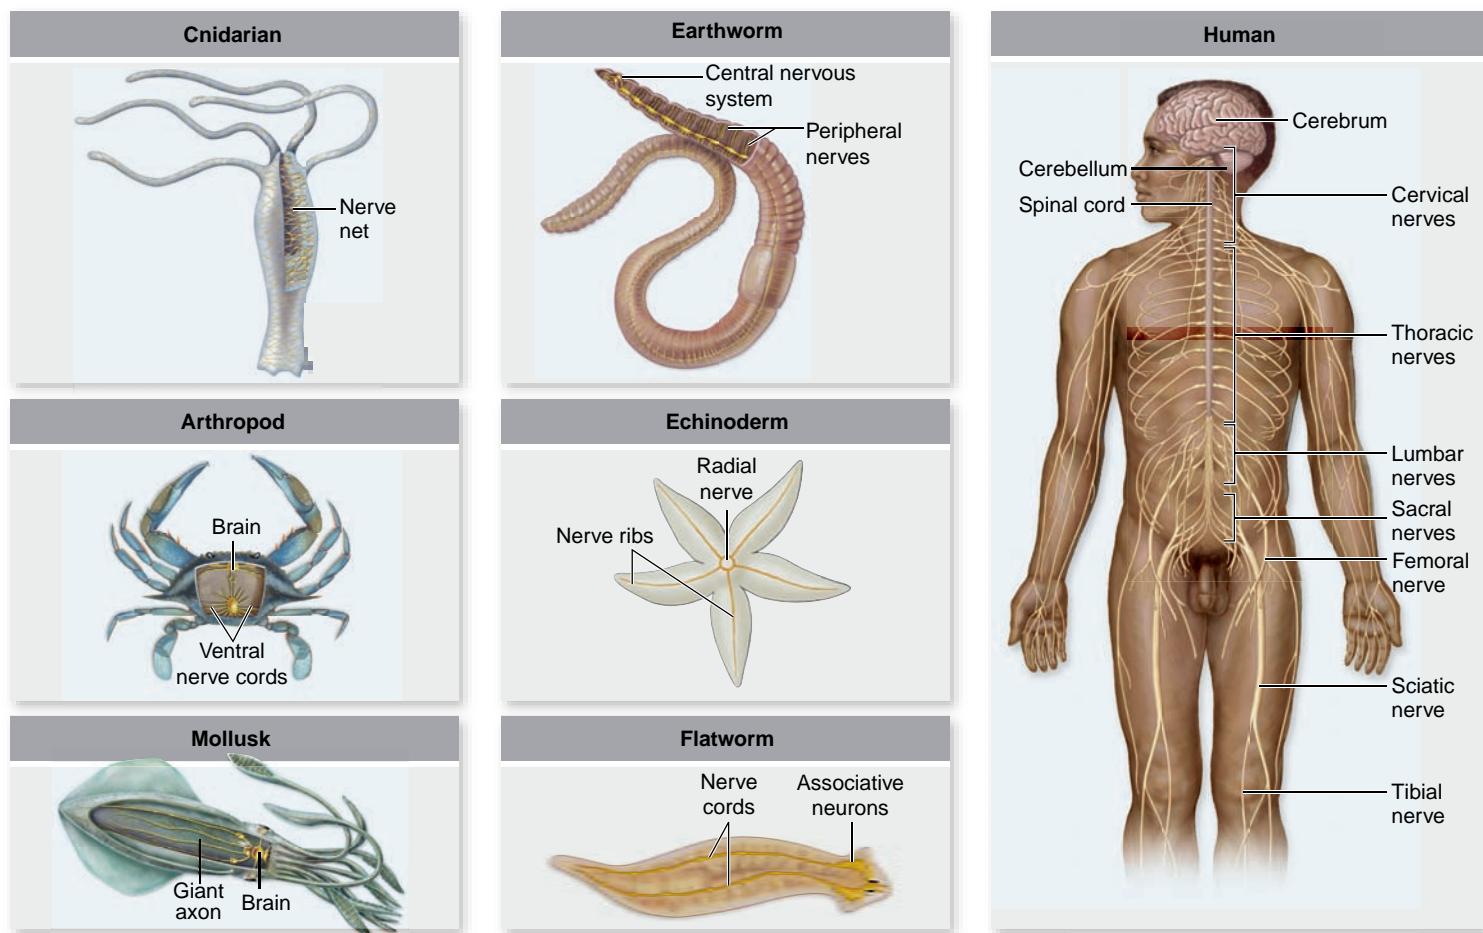 Cnidarian
Nerve
net
Earthworm
Central nervous
system
Peripheral
nerves
Human
Cerebrum
Cerebellum
Spinal cord
Cervical
nerves
Thoracic
nerves
Lumbar
nerves
Sacral
nerves
Femoral
nerve
Sciatic
nerve
Tibial
nerve
Arthropod
Brain
Ventral
nerve cords
Echinoderm
Radial
nerve
Nerve ribs
Mollusk
Giant
axon
Brain
Flatworm
Nerve
cords
Associative
neurons